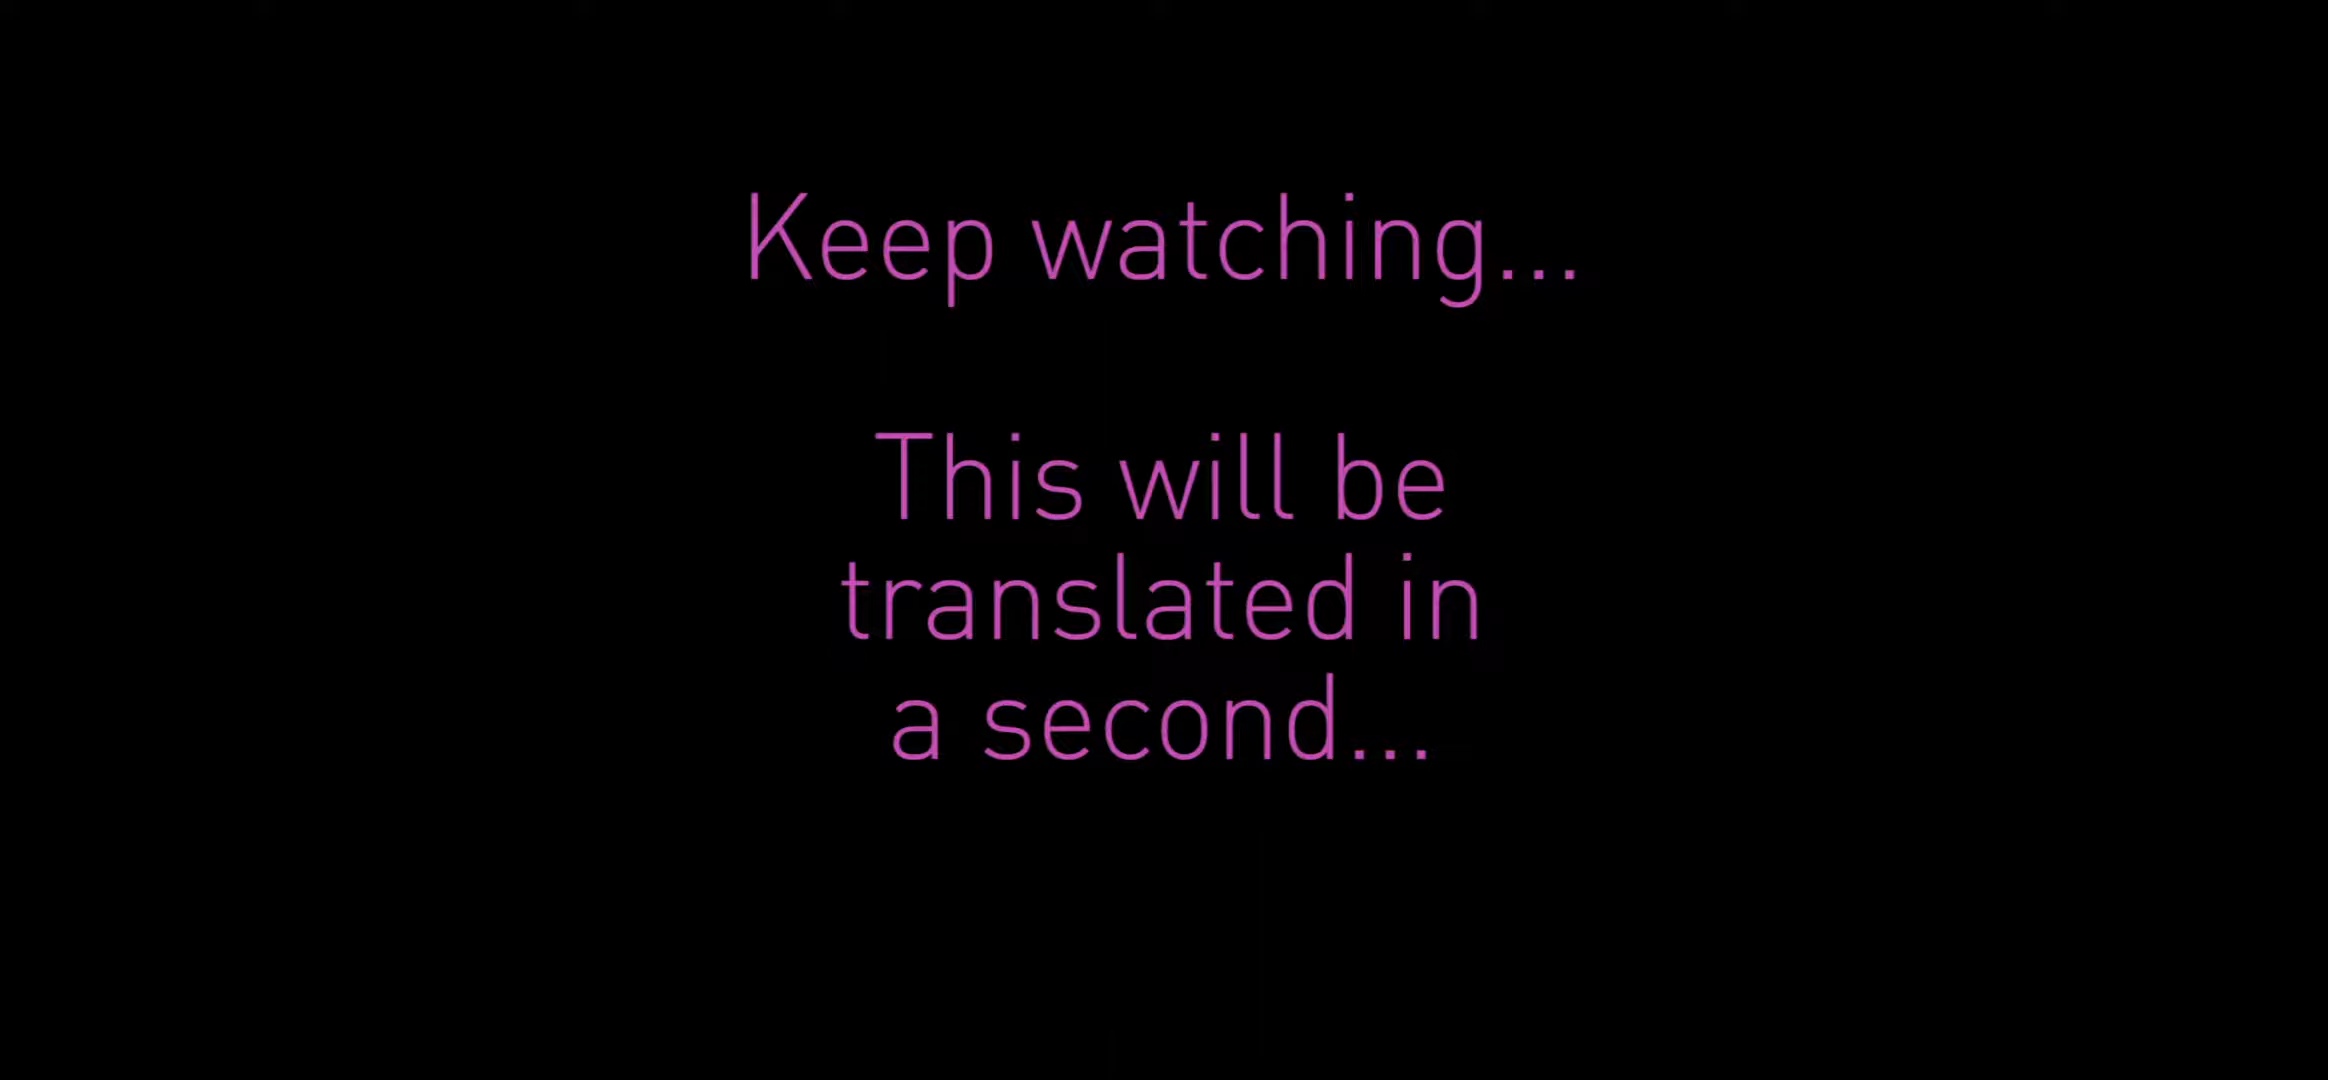 Keep watching...
This will be
translated in
a second...